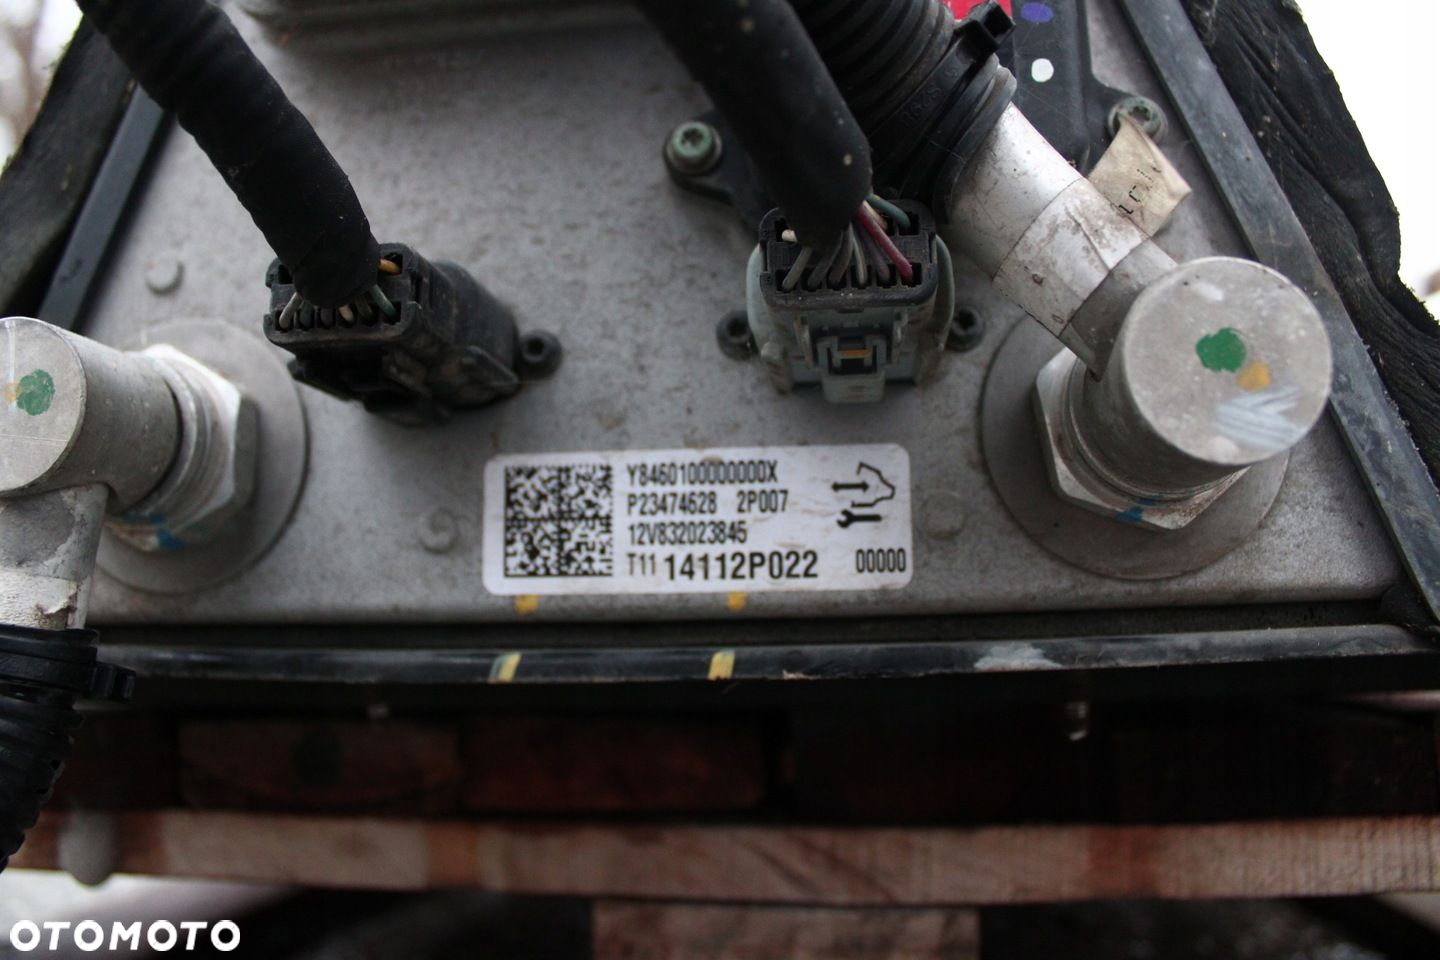 Y8460100000000X
P23474628 2P007
12V832023845
T11 14112P022 00000
OTOMOTO